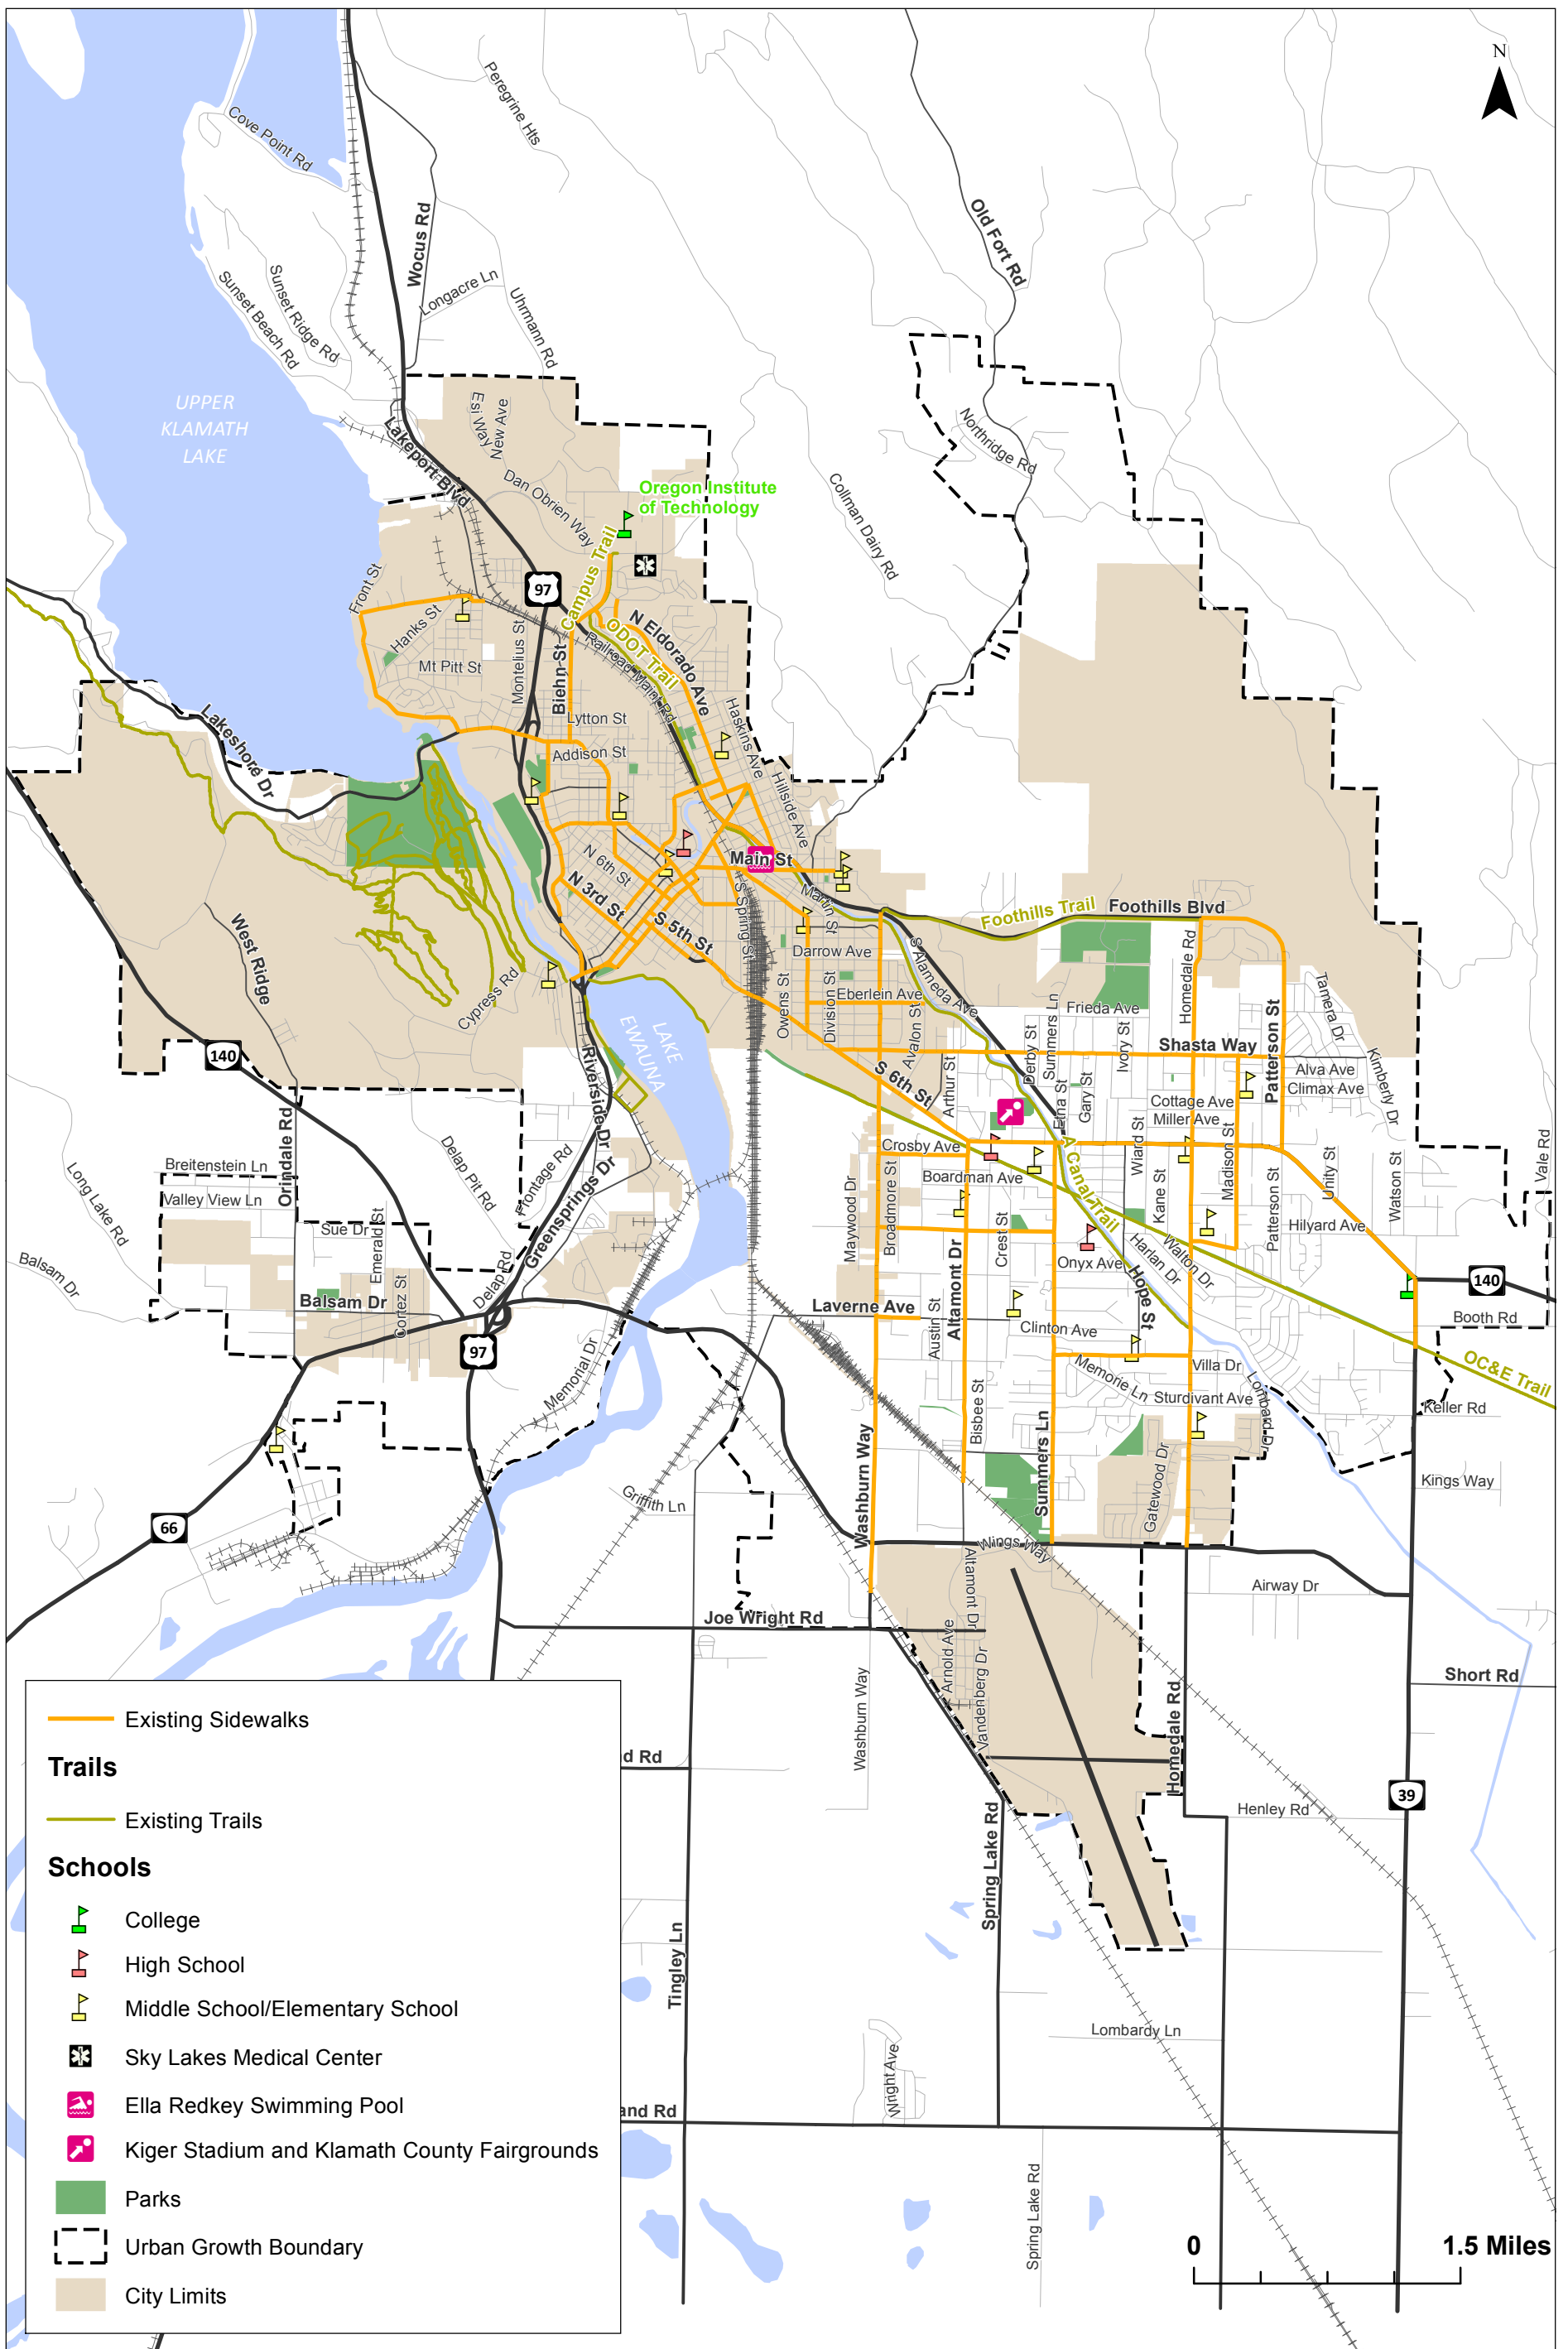 N
Peregrine Hts
Cove Point Rd
Wocus Rd
Old Fort Rd
Longacre Ln
Sunset Ridge Rd
Sunset Beach Rd
Uhrmann Rd
UPPER
KLAMATH
LAKE
Esi Way
New Ave
Lakeport Blvd
Northridge Rd
Dan Obrien Way
Oregon Institute
of Technology
Collman Dairy Rd
Campus Trail
97
Front St
Hanks St
Mt Pitt St
Montelius St
Biehn St
ODOT Trail
N Eldorado Ave
Railroad Maint Rd
Lytton St
Haskins Ave
Addison St
Hillside Ave
Lakeshore Dr
N 6th St
N 3rd St
Main St
S 5th St
S Spring St
Martin St
Foothills Trail
Foothills Blvd
Darrow Ave
S Alameda Ave
Homedale Rd
West Ridge
Cypress Rd
LAKE
EWAUNA
Owens St
Division St
Eberlein Ave
Avalon St
Frieda Ave
Tamera Dr
Derby St
Summers Ln
Ivory St
Shasta Way
Patterson St
140
Riverside Dr
S 6th St
Arthur St
Etna St
Gary St
Alva Ave
Climax Ave
Kimberly Dr
Cottage Ave
Miller Ave
Orindale Rd
Delap Pit Rd
Frontage Rd
Greensprings Dr
Crosby Ave
Boardman Ave
A Canal Trail
Wiard St
Madison St
Vale Rd
Breitenstein Ln
Valley View Ln
Long Lake Rd
Sue Dr
Emerald St
Maywood Dr
Broadmore St
Crest St
Kane St
Patterson St
Unity St
Watson St
Hilyard Ave
Balsam Dr
Balsam Dr
Cortez St
Delap Rd
Altamont Dr
Onyx Ave
Harlan Dr
Walton Dr
Hope St
140
Laverne Ave
Austin St
Clinton Ave
Booth Rd
97
Memorial Dr
Memorie Ln
Villa Dr
Sturdivant Ave
Lombard Dr
OC&E Trail
Keller Rd
Bisbee St
Summers Ln
Gatewood Dr
Washburn Way
Kings Way
Griffith Ln
66
Wings Way
Altamont Dr
Airway Dr
Joe Wright Rd
Arnold Ave
Vandenberg Dr
Washburn Way
Homedale Rd
Short Rd
nd Rd
39
Henley Rd
Spring Lake Rd
Tingley Ln
Lombardy Ln
Wright Ave
and Rd
Spring Lake Rd
0
1.5 Miles
Existing Sidewalks
Trails
Existing Trails
Schools
College
High School
Middle School/Elementary School
Sky Lakes Medical Center
Ella Redkey Swimming Pool
Kiger Stadium and Klamath County Fairgrounds
Parks
Urban Growth Boundary
City Limits